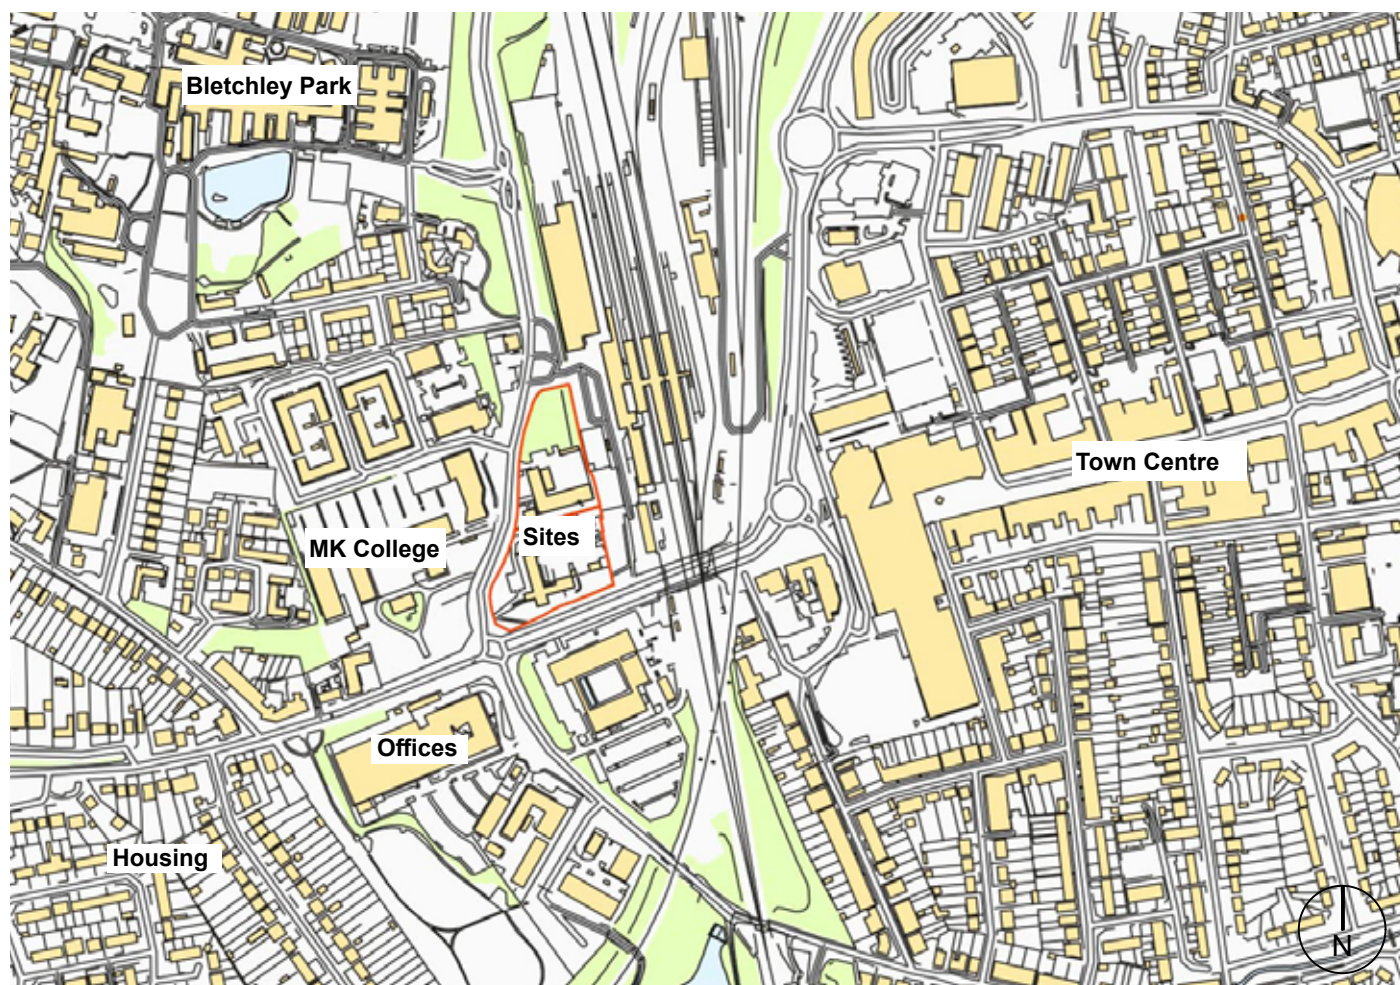 Bletchley Park
Town Centre
Sites
MK College
Offices
Housing
N